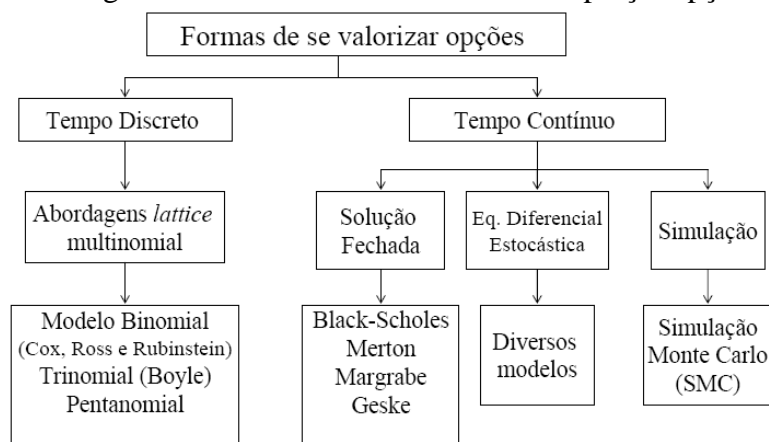 Formas de se valorizar opções
Tempo Discreto
Tempo Contínuo
Abordagens lattice
multinomial
Solução
Fechada
Eq. Diferencial
Estocástica
Simulação
Modelo Binomial
(Cox, Ross e Rubinstein)
Trinomial (Boyle)
Pentanomial
Black-Scholes
Merton
Margrabe
Geske
Diversos
modelos
Simulação
Monte Carlo
(SMC)